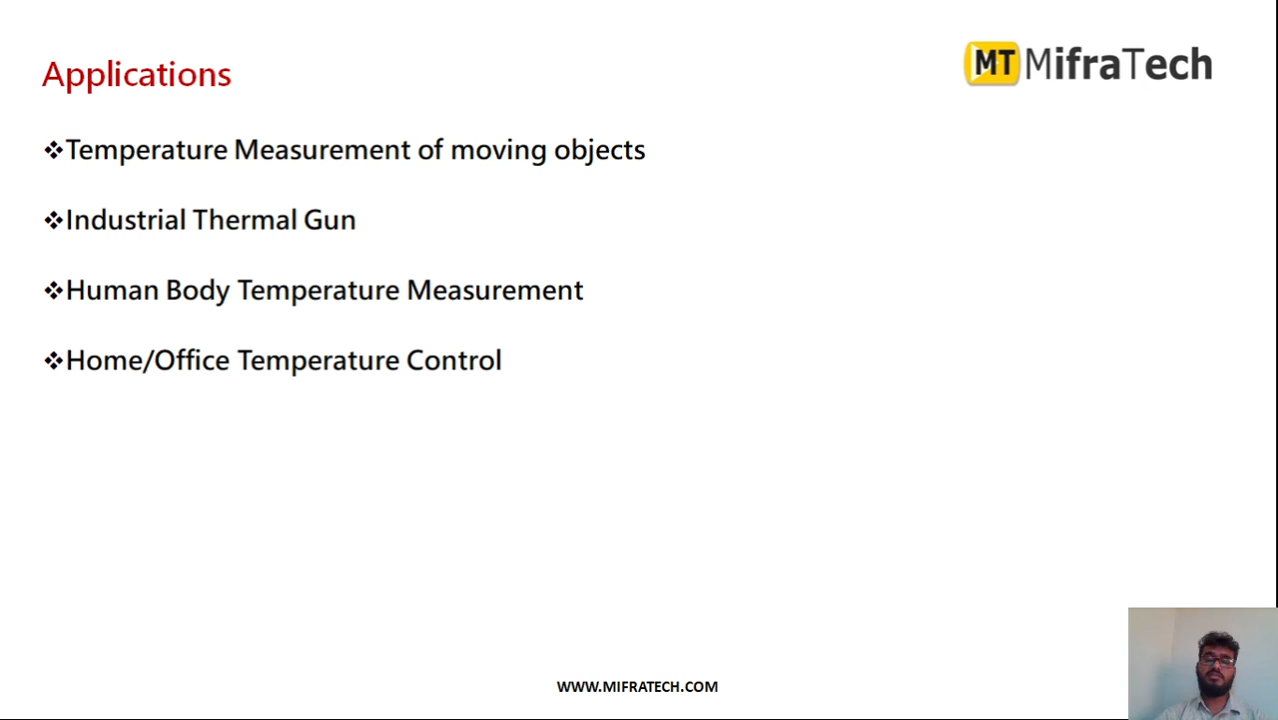 Applications
MT MifraTech
❖Temperature Measurement of moving objects
❖Industrial Thermal Gun
❖Human Body Temperature Measurement
❖Home/Office Temperature Control
WWW.MIFRATECH.COM